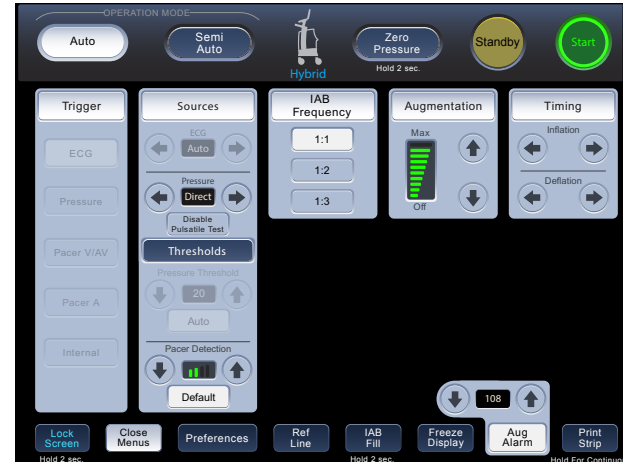 OPERATION MODE
Auto
Semi
Auto
Hybrid
Zero
Pressure
Hold 2 sec.
Standby
Start
Trigger
ECG
Pressure
Pacer V/AV
Pacer A
Internal
Sources
ECG
Auto
Pressure
Direct
Disable
Pulsatile Test
Thresholds
Pressure Threshold
20
Auto
Pacer Detection
Default
IAB
Frequency
1:1
1:2
1:3
Augmentation
Max
Off
Timing
Inflation
Deflation
108
Lock
Screen
Hold 2 sec.
Close
Menus
Preferences
Ref
Line
IAB
Fill
Hold 2 sec.
Freeze
Display
Aug
Alarm
Print
Strip
Hold For Continuo